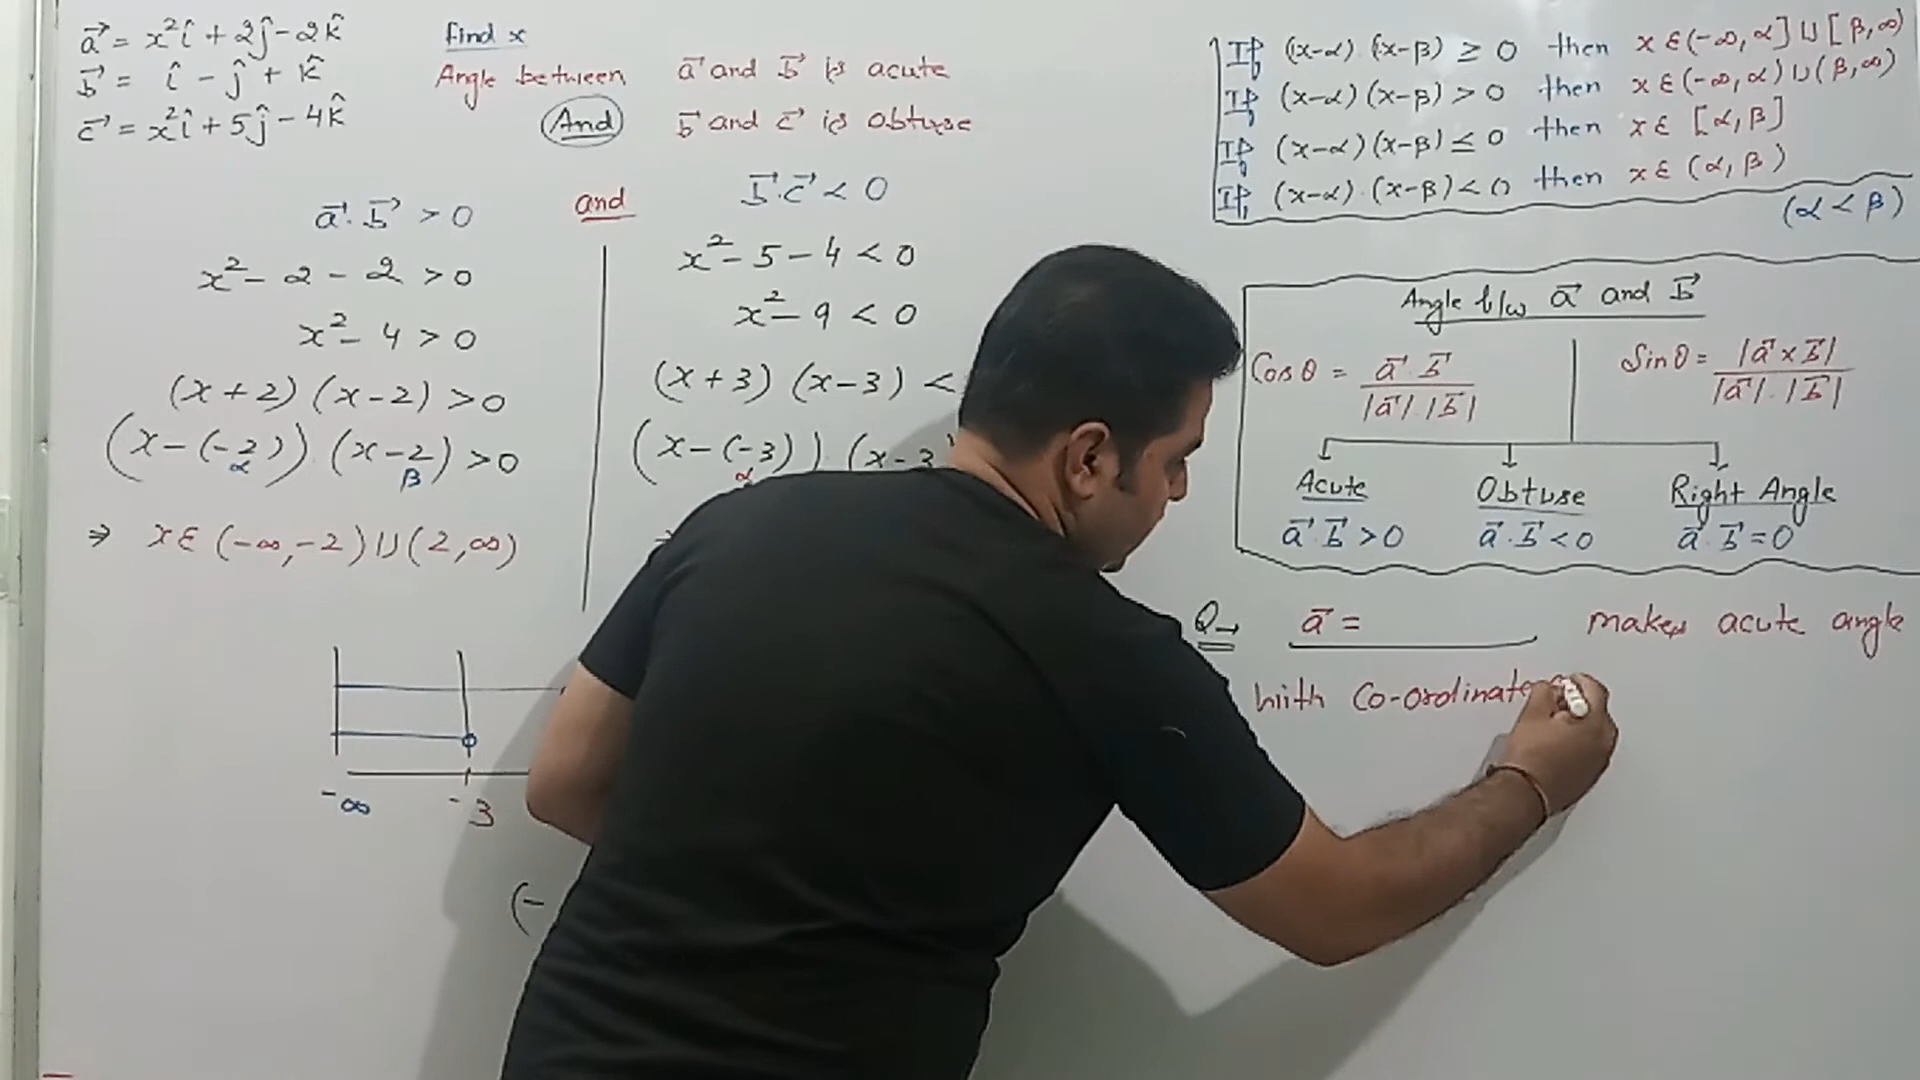 a⃗ = x²î + 2ĵ - 2k̂
b⃗ = î - ĵ + k̂
c⃗ = x²î + 5ĵ - 4k̂
find x
Angle between a⃗ and b⃗ is acute
And b⃗ and c⃗ is obtuse
a⃗ . b⃗ > 0
x² - 2 - 2 > 0
x² - 4 > 0
(x + 2) (x - 2) > 0
(x - (-2)) . (x - 2) > 0
α β
⇒ x ∈ (-∞, -2) ∪ (2, ∞)
and
b⃗ . c⃗ < 0
x² - 5 - 4 < 0
x² - 9 < 0
(x + 3) (x - 3) <
(x - (-3)) . (x - 3
α
-∞ -3
(-
If (x-α) . (x-β) ≥ 0 then x ∈ (-∞, α] ∪ [β, ∞)
If (x-α) (x-β) > 0 then x ∈ (-∞, α) ∪ (β, ∞)
If (x-α) (x-β) ≤ 0 then x ∈ [α, β]
If (x-α) . (x-β) < 0 then x ∈ (α, β)
(α < β)
Angle b/w a⃗ and b⃗
Cos θ = a⃗ . b⃗ / |a⃗| . |b⃗|
Sin θ = |a⃗ × b⃗| / |a⃗| . |b⃗|
Acute Obtuse Right Angle
a⃗ . b⃗ > 0 a⃗ . b⃗ < 0 a⃗ . b⃗ = 0
Q→ a⃗ = ______ makes acute angle
with Co-ordinate